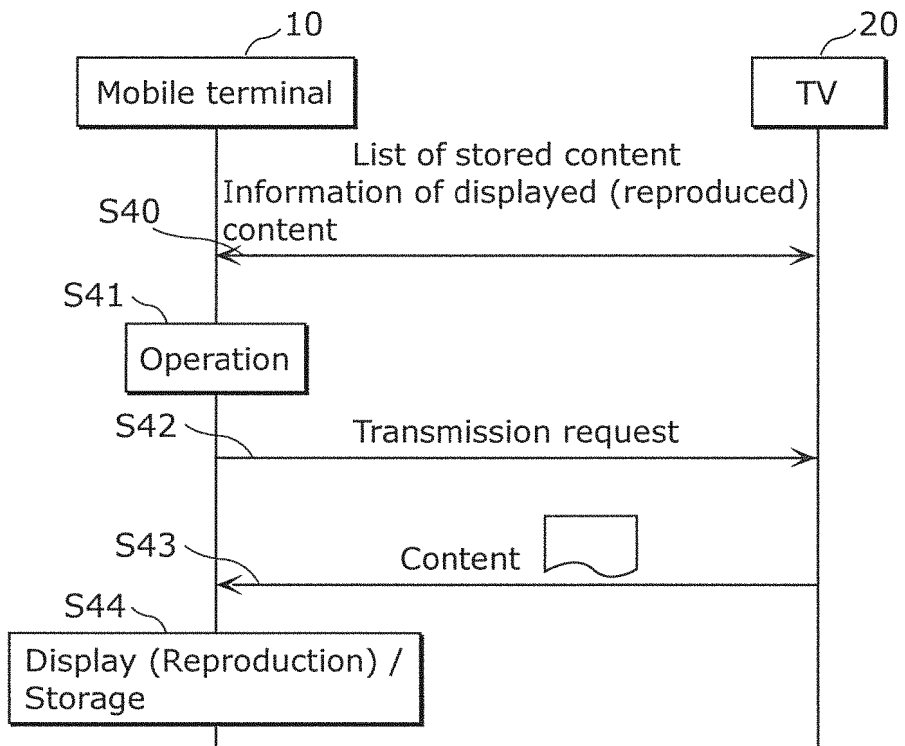 10
20
Mobile terminal
TV
List of stored content
Information of displayed (reproduced)
content
S40
S41
Operation
S42
Transmission request
S43
Content
S44
Display (Reproduction) /
Storage